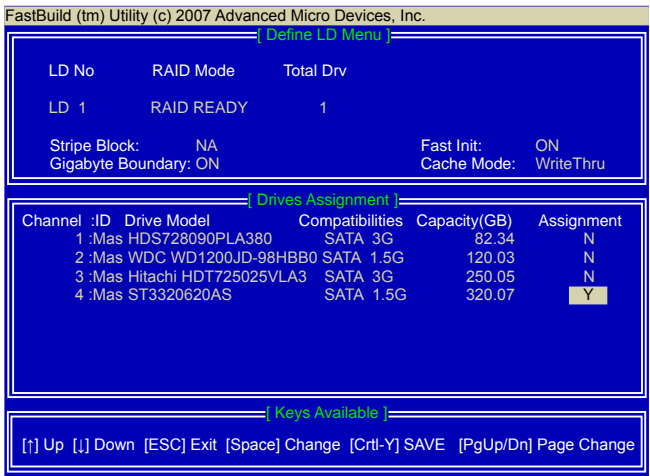 FastBuild (tm) Utility (c) 2007 Advanced Micro Devices, Inc.
[ Define LD Menu ]
LD No RAID Mode Total Drv
LD 1 RAID READY 1
Stripe Block: NA Fast Init: ON
Gigabyte Boundary: ON Cache Mode: WriteThru
[ Drives Assignment ]
Channel :ID Drive Model Compatibilities Capacity(GB) Assignment
1 :Mas HDS728090PLA380 SATA 3G 82.34 N
2 :Mas WDC WD1200JD-98HBB0 SATA 1.5G 120.03 N
3 :Mas Hitachi HDT725025VLA3 SATA 3G 250.05 N
4 :Mas ST3320620AS SATA 1.5G 320.07 Y
[ Keys Available ]
[↑] Up [↓] Down [ESC] Exit [Space] Change [Crtl-Y] SAVE [PgUp/Dn] Page Change